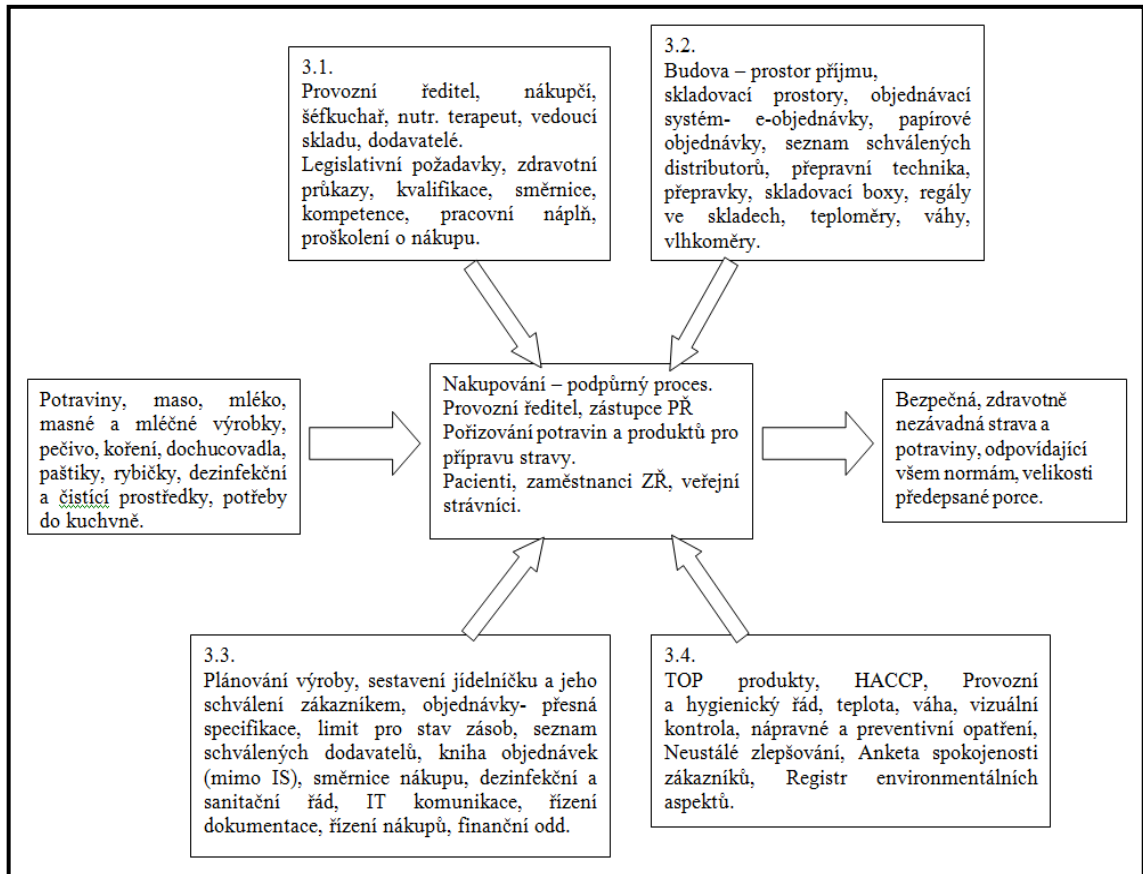 3.1.
Provozní ředitel, nákupčí,
šéfkuchař, nutr. terapeut, vedoucí
skladu, dodavatelé.
Legislativní požadavky, zdravotní
průkazy, kvalifikace, směrnice,
kompetence, pracovní náplň,
proškolení o nákupu.
3.2.
Budova – prostor příjmu,
skladovací prostory, objednávací
systém- e-objednávky, papírové
objednávky, seznam schválených
distributorů, přepravní technika,
přepravky, skladovací boxy, regály
ve skladech, teploměry, váhy,
vlhkoměry.
Potraviny, maso, mléko,
masné a mléčné výrobky,
pečivo, koření, dochucovadla,
paštiky, rybičky, dezinfekční
a čistící prostředky, potřeby
do kuchvně.
Nakupování – podpůrný proces.
Provozní ředitel, zástupce PŘ
Pořizování potravin a produktů pro
přípravu stravy.
Pacienti, zaměstnanci ZŘ, veřejní
strávníci.
Bezpečná, zdravotně
nezávadná strava a
potraviny, odpovídající
všem normám, velikosti
předepsané porce.
3.3.
Plánování výroby, sestavení jídelníčku a jeho
schválení zákazníkem, objednávky- přesná
specifikace, limit pro stav zásob, seznam
schválených dodavatelů, kniha objednávek
(mimo IS), směrnice nákupu, dezinfekční a
sanitační řád, IT komunikace, řízení
dokumentace, řízení nákupů, finanční odd.
3.4.
TOP produkty, HACCP, Provozní
a hygienický řád, teplota, váha, vizuální
kontrola, nápravné a preventivní opatření,
Neustálé zlepšování, Anketa spokojenosti
zákazníků, Registr environmentálních
aspektů.